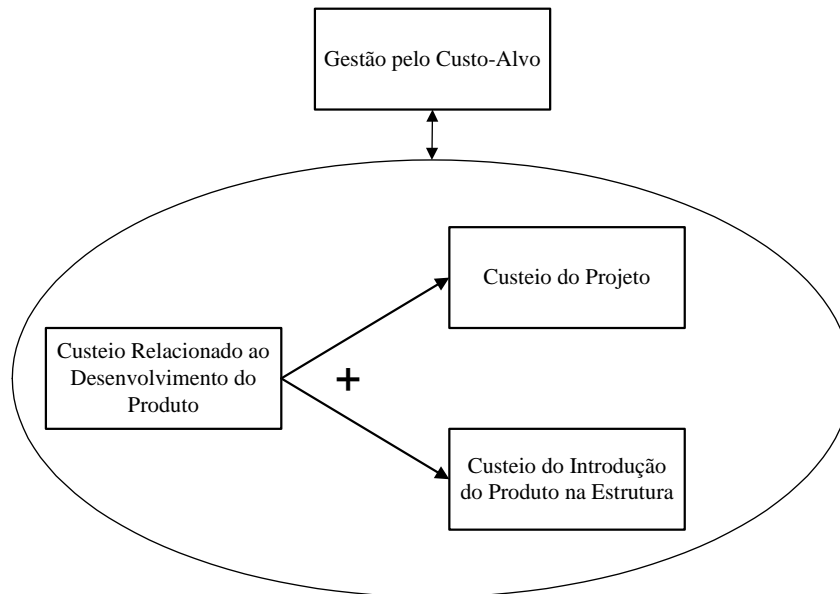 Gestão pelo Custo-Alvo
Custeio do Projeto
Custeio Relacionado ao
Desenvolvimento do
Produto
+
Custeio do Introdução
do Produto na Estrutura